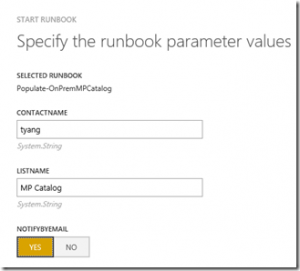 START RUNBOOK
Specify the runbook parameter values
SELECTED RUNBOOK
Populate-OnPremMPCatalog
CONTACTNAME
tyang
System.String
LISTNAME
MP Catalog
System.String
NOTIFYBYEMAIL
YES NO